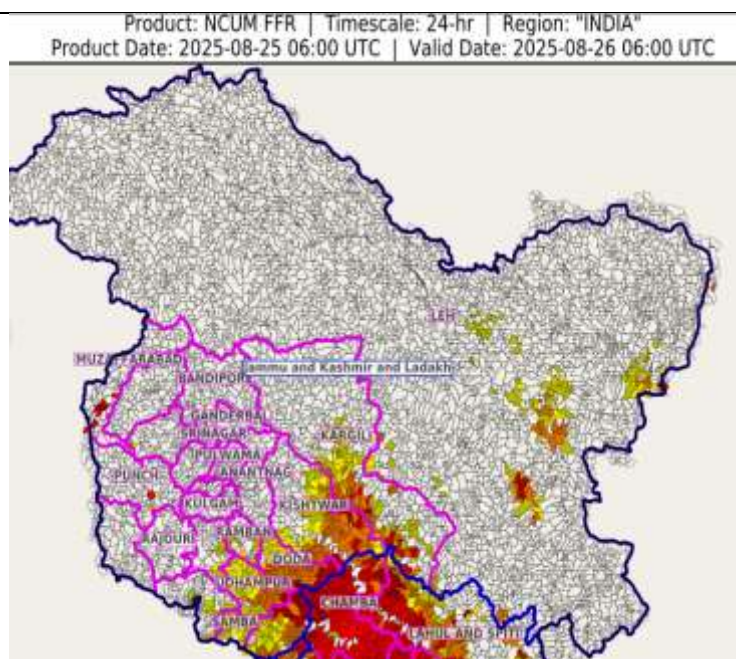 Product: NCUM FFR | Timescale: 24-hr | Region: "INDIA"
Product Date: 2025-08-25 06:00 UTC | Valid Date: 2025-08-26 06:00 UTC
LEH
MUZAFFARABAD
Jammu and Kashmir and Ladakh
BANDIPORA
GANDERBAL
SRINAGAR
KARGIL
PULWAMA
PUNCH
ANANTNAG
KULGAM
KISHTWAR
RAJOURI
RAMBAN
DODA
UDHAMPUR
CHAMBA
SAMBA
LAHUL AND SPITI